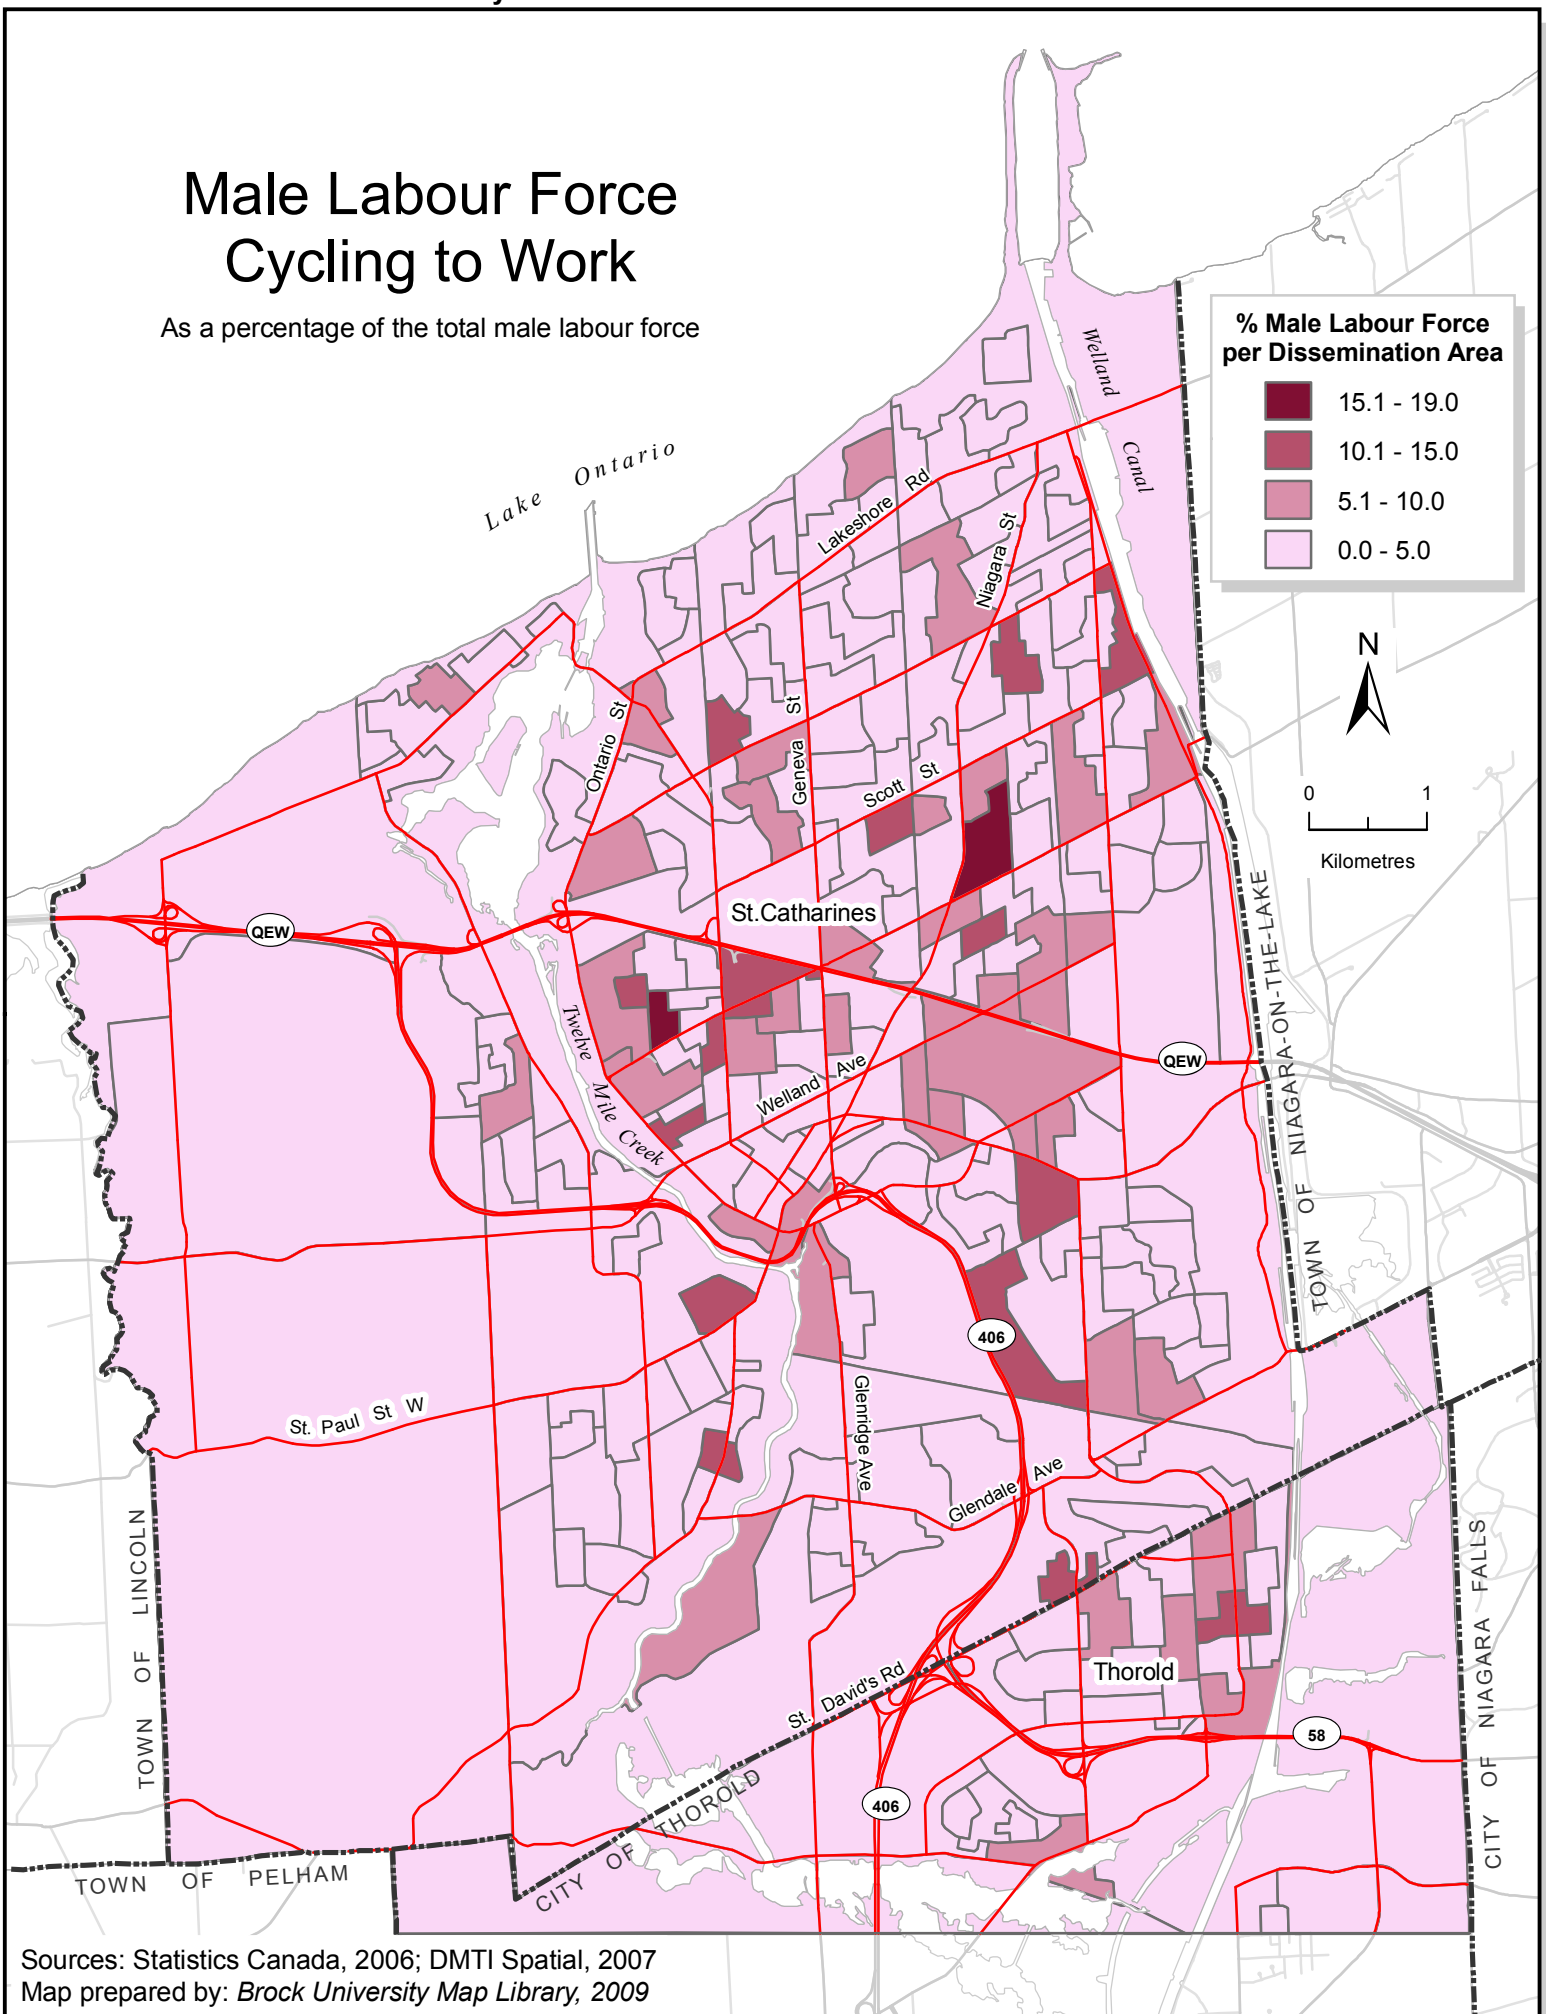 Male Labour Force
Cycling to Work
As a percentage of the total male labour force
% Male Labour Force
per Dissemination Area
15.1 - 19.0
10.1 - 15.0
5.1 - 10.0
0.0 - 5.0
N
0 1
Kilometres
Lake Ontario
Welland
Canal
Lakeshore Rd
Niagara St
Ontario St
Geneva St
Scott St
St.Catharines
QEW
QEW
Twelve Mile Creek
Welland Ave
TOWN OF NIAGARA-ON-THE-LAKE
406
St. Paul St W
Glenridge Ave
Glendale Ave
TOWN OF LINCOLN
Thorold
St. David's Rd
58
406
CITY OF NIAGARA FALLS
CITY OF THOROLD
TOWN OF PELHAM
Sources: Statistics Canada, 2006; DMTI Spatial, 2007
Map prepared by: Brock University Map Library, 2009